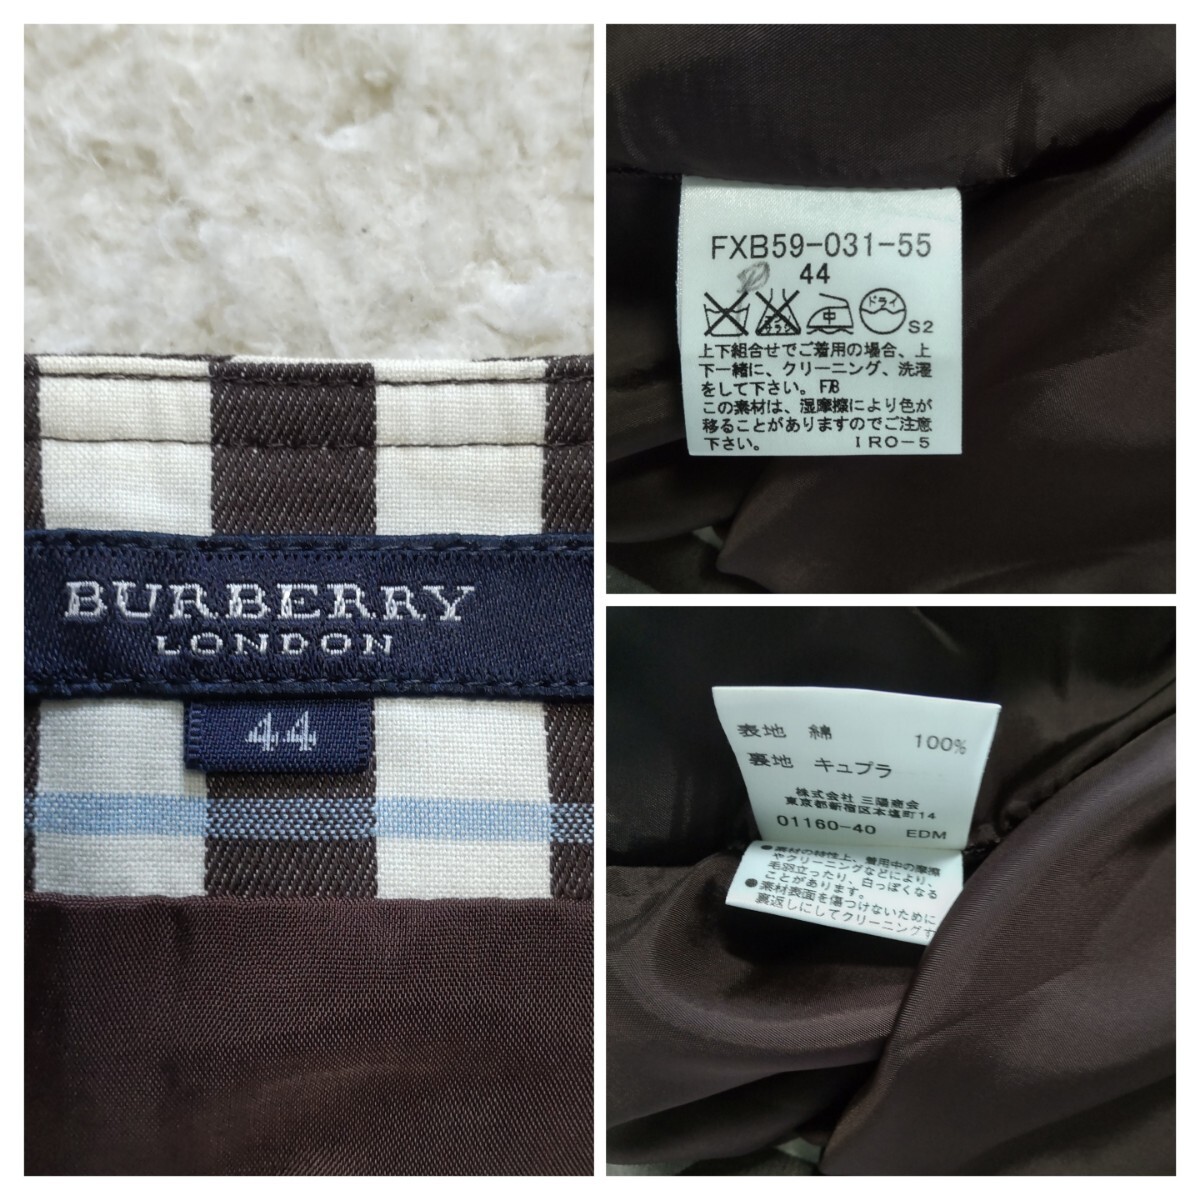 BURBERRY
LONDON
44
FXB59-031-55
44
中
ドライ
S2
上下組合せでご着用の場合、上
下一緒に、クリーニング、洗濯
をして下さい。F/B
この素材は、湿摩擦により色が
移ることがありますのでご注意
下さい。 IRO-5
表地 綿 100%
裏地 キュプラ
株式会社 三陽商会
東京都新宿区本塩町14
01160-40 EDM
●素材の特性上、着用中の摩擦
やクリーニングなどにより、
毛羽立ったり、白っぽくなる
ことがあります。
●素材表面を傷つけないために
裏返しにしてクリーニングす